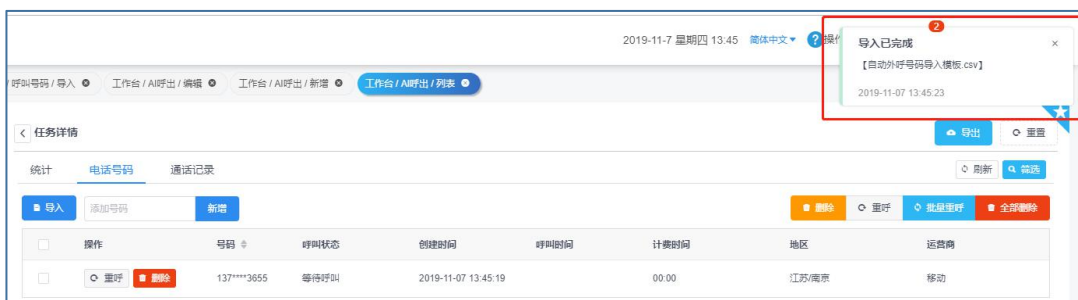 2
2019-11-7 星期四 13:45 简体中文 ? 操作
导入已完成 ×
【自动外呼号码导入模板.csv】
2019-11-07 13:45:23
/ 呼叫号码 / 导入 工作台 / AI呼出 / 编辑 工作台 / AI呼出 / 新增 工作台 / AI呼出 / 列表
任务详情 导出 重置
统计 电话号码 通话记录 刷新 筛选
导入 添加号码 新增 删除 重呼 批量重呼 全部删除
操作 号码 呼叫状态 创建时间 呼叫时间 计费时间 地区 运营商
重呼 删除 137****3655 等待呼叫 2019-11-07 13:45:19 00:00 江苏/南京 移动